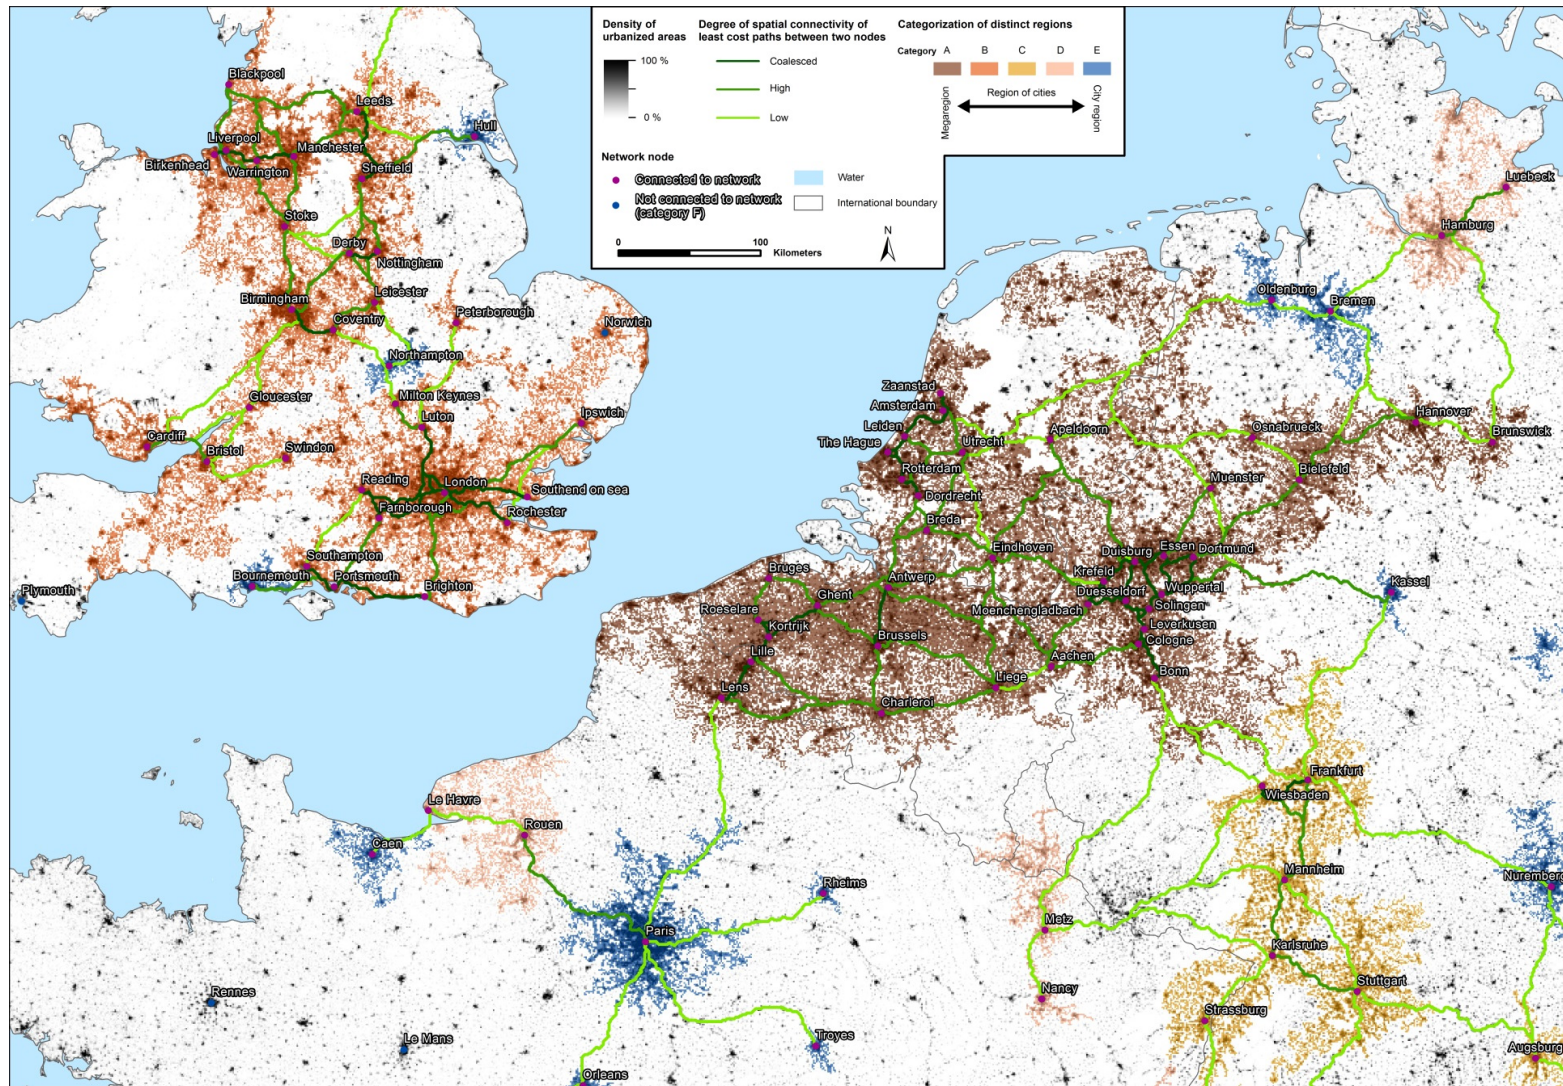 Density of
urbanized areas
100 %
0 %
Degree of spatial connectivity of
least cost paths between two nodes
Coalesced
High
Low
Categorization of distinct regions
Category A B C D E
Megaregion
Region of cities
City region
Network node
Connected to network
Not connected to network
(category F)
Water
International boundary
0 100
Kilometers
N
Blackpool
Leeds
Hull
Liverpool
Manchester
Birkenhead
Warrington
Sheffield
Stoke
Derby
Nottingham
Birmingham
Leicester
Coventry
Peterborough
Norwich
Northampton
Gloucester
Milton Keynes
Luton
Ipswich
Cardiff
Bristol
Swindon
Reading
London
Southend on sea
Farnborough
Rochester
Southampton
Bournemouth
Portsmouth
Brighton
Plymouth
Luebeck
Hamburg
Oldenburg
Bremen
Zaanstad
Amsterdam
Leiden
The Hague
Utrecht
Apeldoorn
Osnabrueck
Hannover
Brunswick
Rotterdam
Bielefeld
Muenster
Dordrecht
Breda
Eindhoven
Duisburg
Essen
Dortmund
Bruges
Antwerp
Krefeld
Duesseldorf
Wuppertal
Kassel
Ghent
Roeselare
Moenchengladbach
Solingen
Kortrijk
Brussels
Leverkusen
Cologne
Lille
Aachen
Bonn
Lens
Liege
Charleroi
Frankfurt
Wiesbaden
Le Havre
Rouen
Caen
Mannheim
Rheims
Nuremberg
Metz
Paris
Karlsruhe
Stuttgart
Nancy
Strassburg
Rennes
Le Mans
Troyes
Augsburg
Orleans